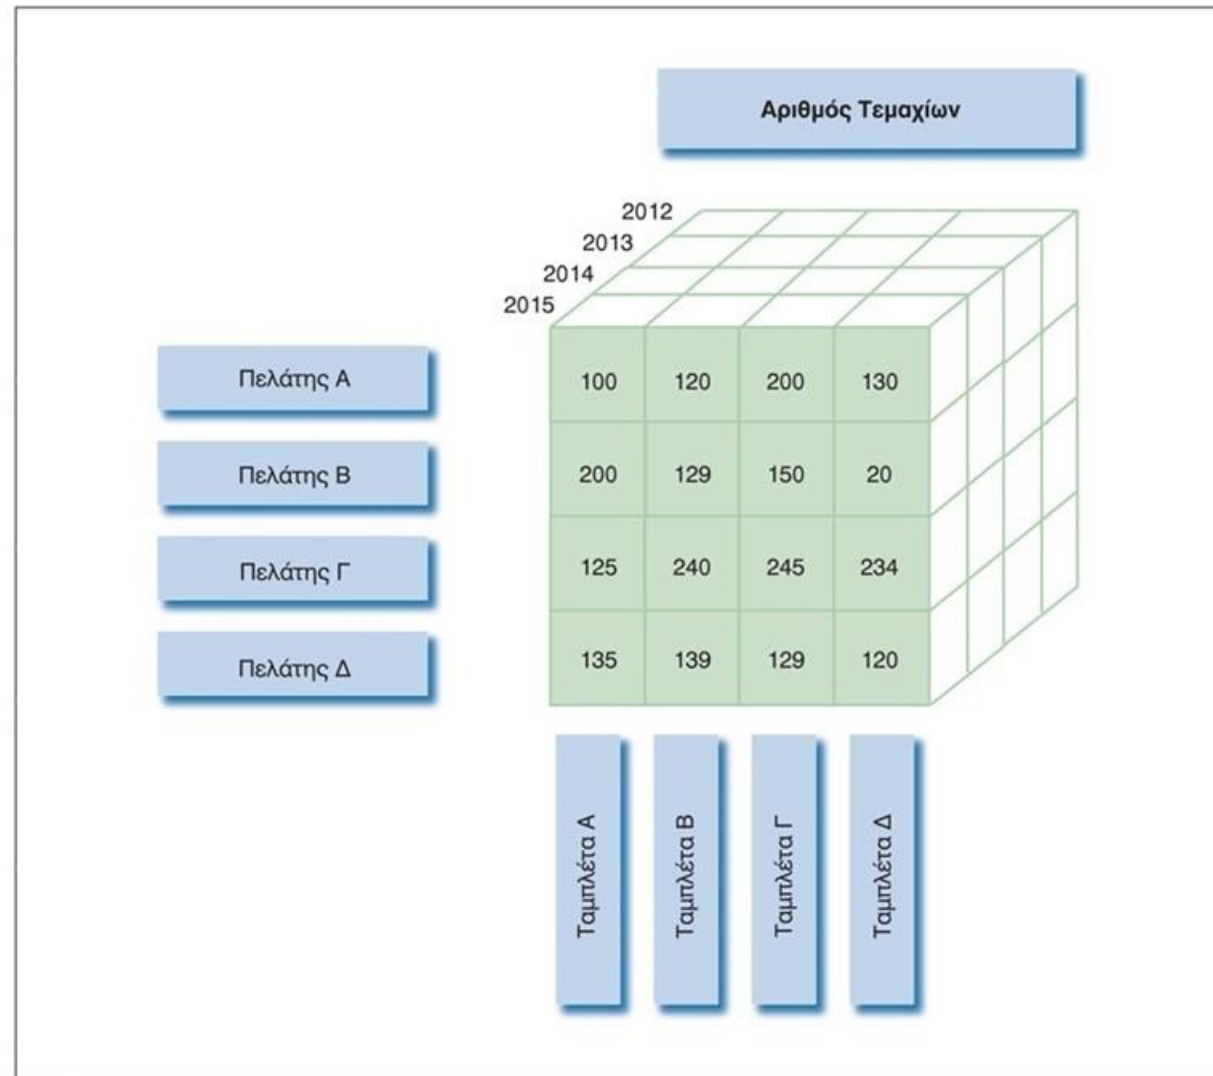 Αριθμός Τεμαχίων
2012
2013
2014
2015
Πελάτης Α
100 120 200 130
Πελάτης Β
200 129 150 20
Πελάτης Γ
125 240 245 234
Πελάτης Δ
135 139 129 120
Ταμπλέτα Α
Ταμπλέτα Β
Ταμπλέτα Γ
Ταμπλέτα Δ